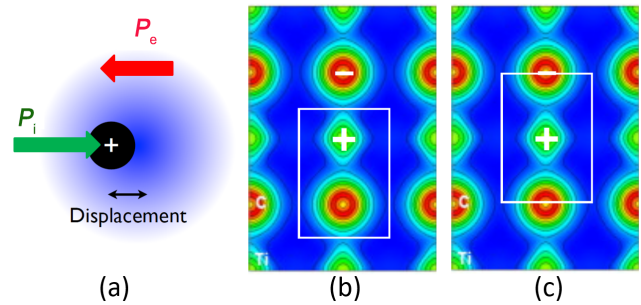 Pe
Pi
+
Displacement
(a)
−
+
C
Ti
(b)
−
+
C
Ti
(c)